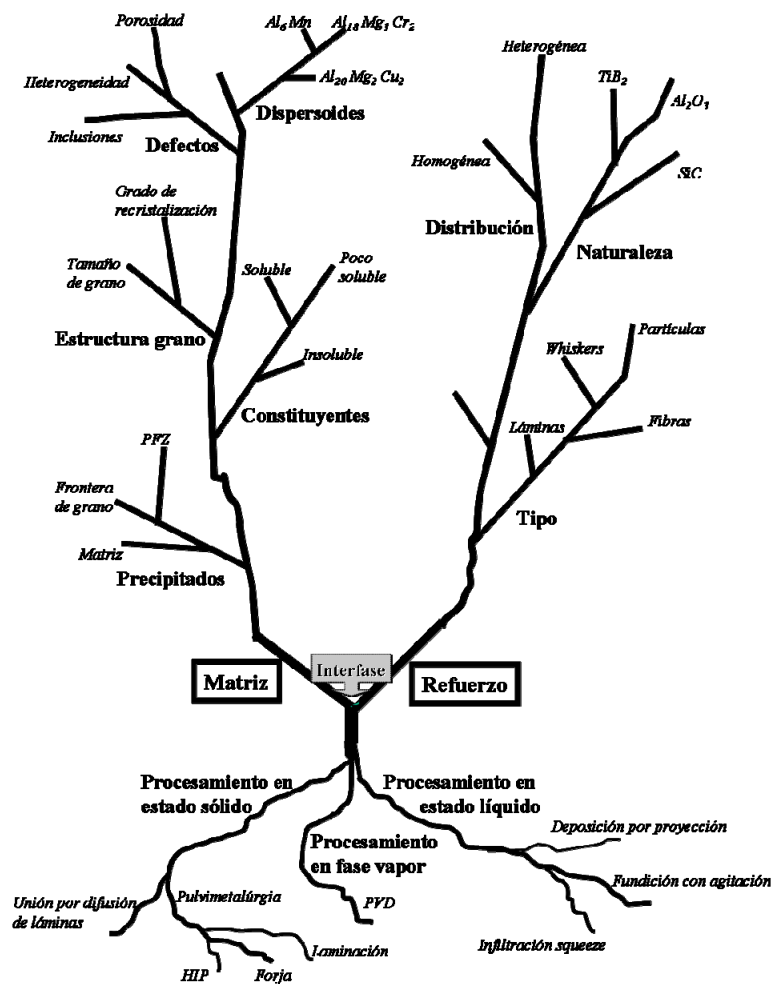 Porosidad
Al6Mn
Al18Mg3Cr2
Heterogénea
Heterogeneidad
Al20Mg2Cu2
TiB2
Al2O3
Inclusiones
Dispersoides
Defectos
Homogénea
SiC
Grado de
recristalización
Distribución
Naturaleza
Tamaño
de grano
Soluble
Poco
soluble
Estructura grano
Insoluble
Partículas
Whiskers
Constituyentes
Láminas
Fibras
PFZ
Frontera
de grano
Tipo
Matriz
Precipitados
Interfase
Matriz
Refuerzo
Procesamiento en
estado sólido
Procesamiento en
estado líquido
Procesamiento
en fase vapor
Deposición por proyección
Fundición con agitación
Infiltración squeeze
Unión por difusión
de láminas
Pulvimetalúrgia
PVD
Laminación
HIP
Forja